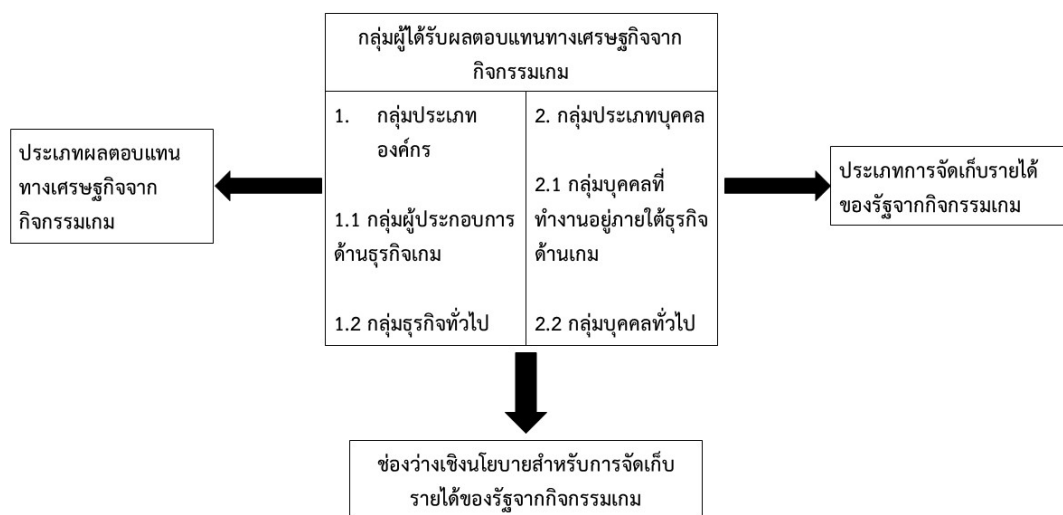 กลุ่มผู้ได้รับผลตอบแทนทางเศรษฐกิจจาก
กิจกรรมเกม
1. กลุ่มประเภท
องค์กร
1.1 กลุ่มผู้ประกอบการ
ด้านธุรกิจเกม
1.2 กลุ่มธุรกิจทั่วไป
2. กลุ่มประเภทบุคคล
2.1 กลุ่มบุคคลที่
ทำงานอยู่ภายใต้ธุรกิจ
ด้านเกม
2.2 กลุ่มบุคคลทั่วไป
ประเภทผลตอบแทน
ทางเศรษฐกิจจาก
กิจกรรมเกม
ประเภทการจัดเก็บรายได้
ของรัฐจากกิจกรรมเกม
ช่องว่างเชิงนโยบายสำหรับการจัดเก็บ
รายได้ของรัฐจากกิจกรรมเกม